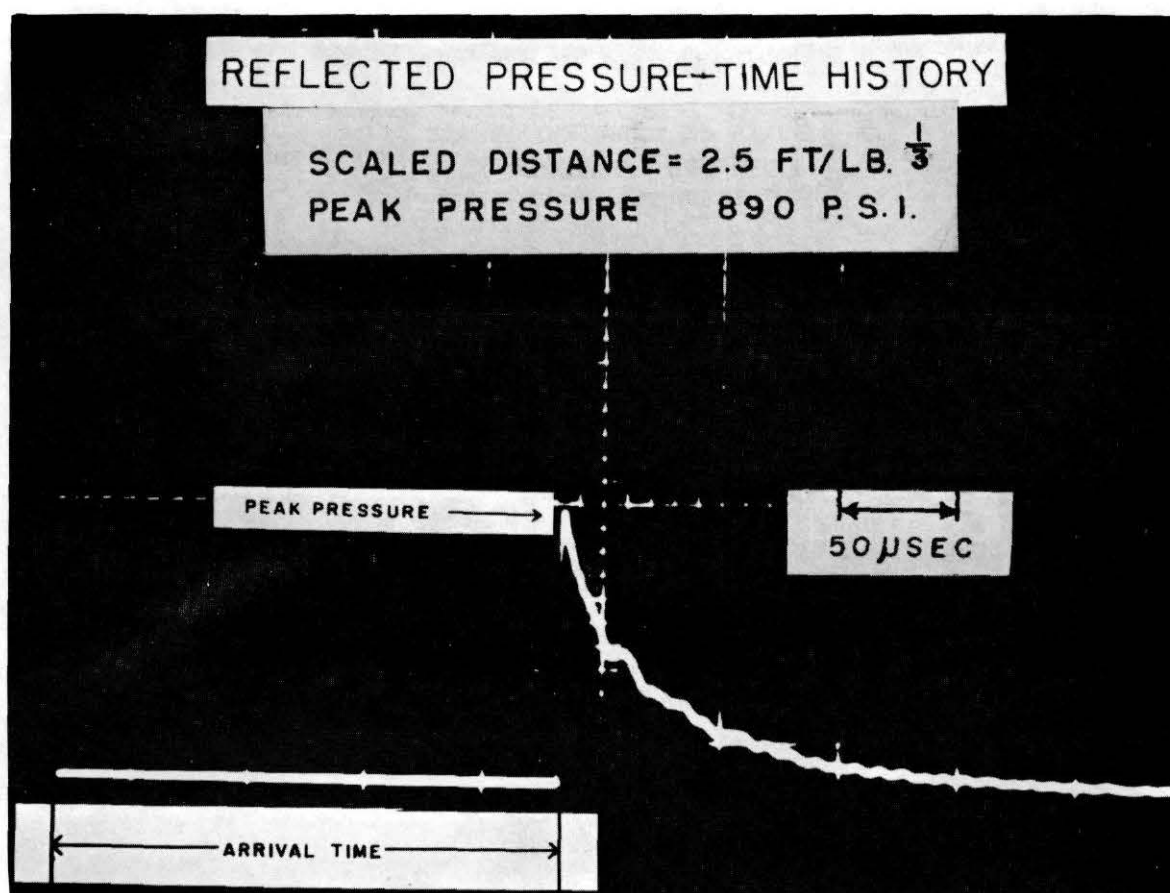 REFLECTED PRESSURE-TIME HISTORY
SCALED DISTANCE = 2.5 FT/LB. 1/3
PEAK PRESSURE 890 P.S.I.
PEAK PRESSURE
50 µSEC
ARRIVAL TIME